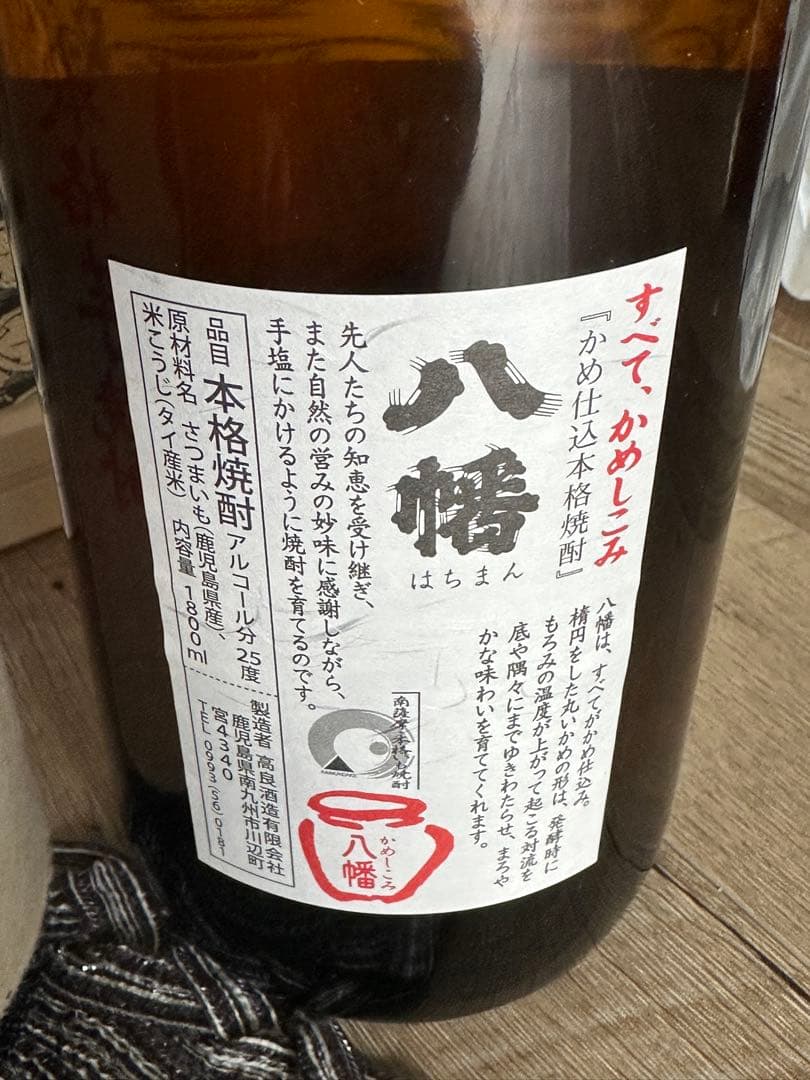 すべて、かめしこみ
『かめ仕込本格焼酎』
八幡
はちまん
八幡は、すべてがかめ仕込み。
楕円をした丸いかめの形は、発酵時に
もろみの温度が上がって起こる対流を
底や隅々にまでゆきわたらせ、まろや
かな味わいを育ててくれます。
先人たちの知恵を受け継ぎ、
また自然の営みの妙味に感謝しながら、
手塩にかけるように焼酎を育てるのです。
南薩摩・本格いも焼酎
かめしころ
八幡
品目 本格焼酎 アルコール分 25度
原材料名 さつまいも(鹿児島県産)、
米こうじ(タイ産米) 内容量 1800ml
製造者 高良酒造有限会社
鹿児島県南九州市川辺町
宮4340
TEL 0993(56)0181